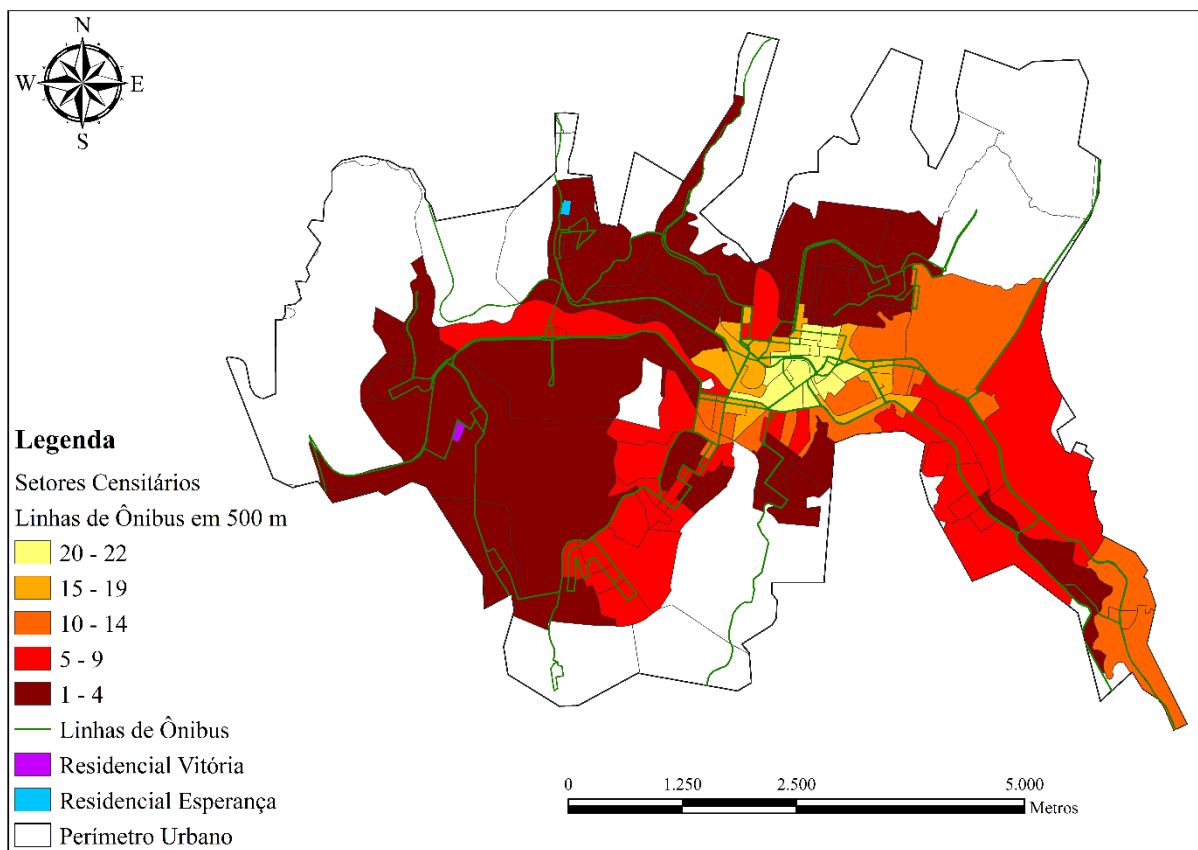 N
W E
S
Legenda
Setores Censitários
Linhas de Ônibus em 500 m
20 - 22
15 - 19
10 - 14
5 - 9
1 - 4
Linhas de Ônibus
Residencial Vitória
Residencial Esperança
Perímetro Urbano
0 1.250 2.500 5.000
Metros